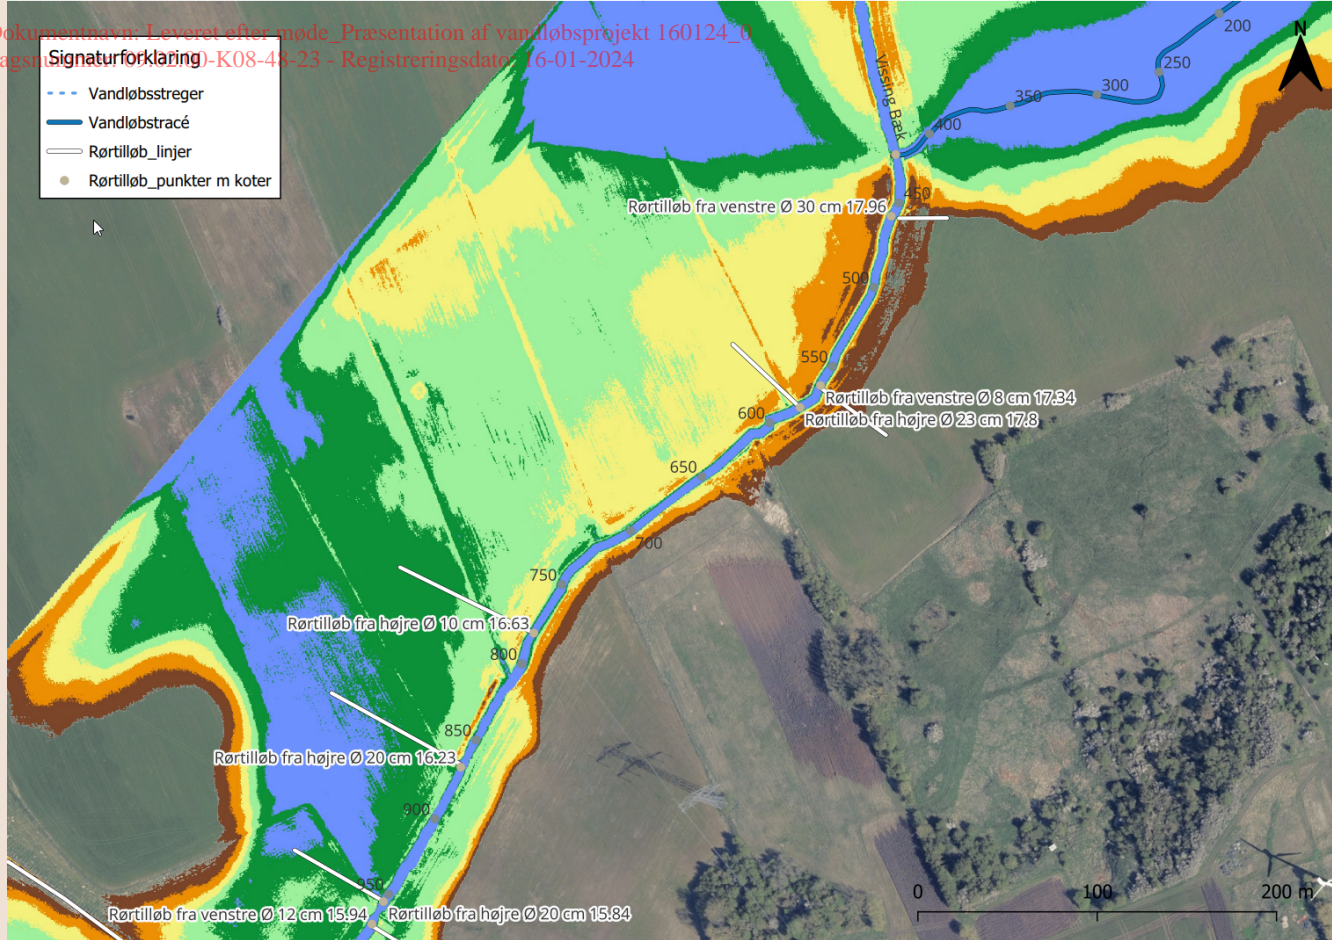 Dokumentnavn: Leveret efter møde_Præsentation af vandløbsprojekt 160124_0
- Registreringsdato: 16-01-2024
Signaturforklaring
Vandløbsstreger
Vandløbstracé
Rørtilløb_linjer
Rørtilløb_punkter m koter
N
Vissing Bæk
200
250
300
350
400
450
Rørtilløb fra venstre Ø 30 cm 17.96
500
550
Rørtilløb fra venstre Ø 8 cm 17.34
600
Rørtilløb fra højre Ø 23 cm 17.8
650
700
750
Rørtilløb fra højre Ø 10 cm 16.63
800
850
Rørtilløb fra højre Ø 20 cm 16.23
900
950
Rørtilløb fra venstre Ø 12 cm 15.94
Rørtilløb fra højre Ø 20 cm 15.84
0 100 200 m